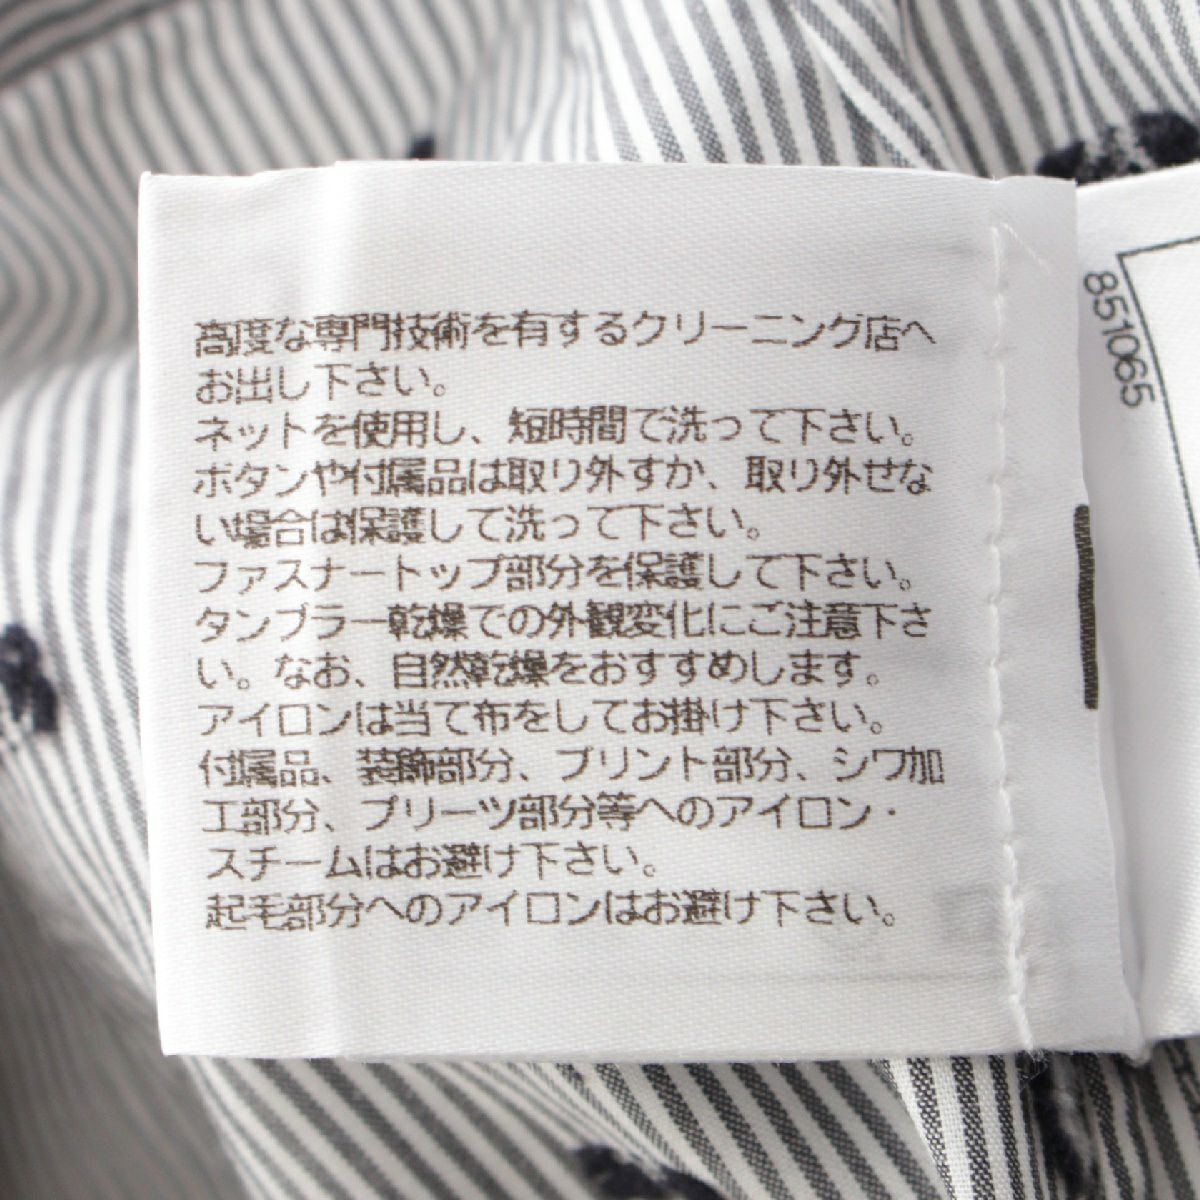 高度な専門技術を有するクリーニング店へ
お出し下さい。
ネットを使用し、短時間で洗って下さい。
ボタンや付属品は取り外すか、取り外せな
い場合は保護して洗って下さい。
ファスナートップ部分を保護して下さい。
タンブラー乾燥での外観変化にご注意下さ
い。なお、自然乾燥をおすすめします。
アイロンは当て布をしてお掛け下さい。
付属品、装飾部分、プリント部分、シワ加
工部分、プリーツ部分等へのアイロン・
スチームはお避け下さい。
起毛部分へのアイロンはお避け下さい。
851065